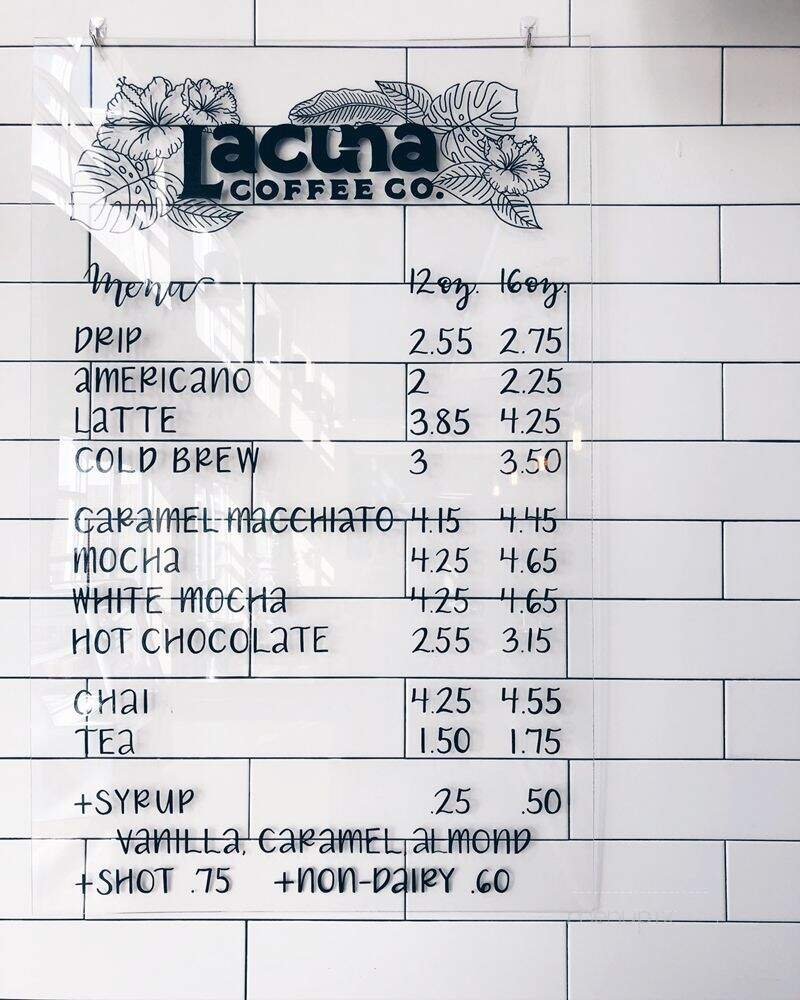 Lacuna
COFFEE CO.
Menu 12oz. 16oz.
DRIP 2.55 2.75
AMERICANO 2 2.25
LATTE 3.85 4.25
COLD BREW 3 3.50
CARAMEL MACCHIATO 4.15 4.45
MOCHA 4.25 4.65
WHITE MOCHA 4.25 4.65
HOT CHOCOLATE 2.55 3.15
CHAI 4.25 4.55
TEA 1.50 1.75
+SYRUP .25 .50
VANILLA, CARAMEL, ALMOND
+SHOT .75 +NON-DAIRY .60